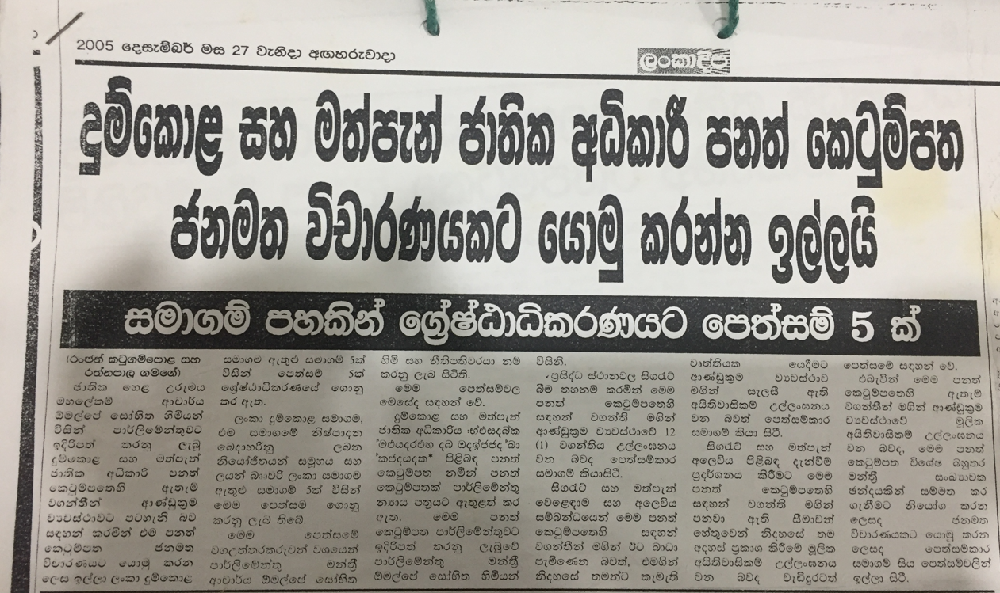 2005 දෙසැම්බර් මස 27 වැනිදා අඟහරුවාදා
ලංකාදීප
දුම්කොළ සහ මත්පැන් ජාතික අධිකාරී පනත් කෙටුම්පත
ජනමත විචාරණයකට යොමු කරන්න ඉල්ලයි
සමාගම් පහකින් ශ්‍රේෂ්ඨාධිකරණයට පෙත්සම් 5 ක්
(රංජන් කටුගම්පොළ සහ
රත්නපාල ගමගේ)
ජාතික හෙළ උරුමය
මහලේකම් ආචාර්ය
ඕමල්පේ සෝභිත හිමියන්
විසින් පාර්ලිමේන්තුවට
ඉදිරිපත් කරනු ලැබූ
දුම්කොළ සහ මත්පැන්
ජාතික අධිකාරි පනත්
කෙටුම්පතෙහි ඇතැම්
වගන්තීන් ආණ්ඩුක්‍රම
ව්‍යවස්ථාවට පටහැනි බව
සඳහන් කරමින් එම පනත්
කෙටුම්පත ජනමත
විචාරණයට යොමු කරන
ලෙස ඉල්ලා ලංකා දුම්කොළ
සමාගම ඇතුළු සමාගම් 5ක්
විසින් පෙත්සම් 5ක්
ශ්‍රේෂ්ඨාධිකරණයේ ගොනු
කර ඇත.
ලංකා දුම්කොළ සමාගම,
එම සමාගමේ නිෂ්පාදන
බෙදාහරිනු ලබන
නියෝජිතයන් සමූහය සහ
ලයන් බෲවරි ලංකා සමාගම
ඇතුළු සමාගම් 5ක් විසින්
මෙම පෙත්සම ගොනු
කරනු ලැබ තිබේ.
මෙම පෙත්සමේ
වගඋත්තරකරුවන් වශයෙන්
පාර්ලිමේන්තු මන්ත්‍රී
ආචාර්ය ඕමල්පේ සෝභිත
හිමි සහ නීතිපතිවරයා නම්
කරනු ලැබ සිටිති.
මෙම පෙත්සම්වල
මෙසේද සඳහන් වේ.
දුම්කොළ සහ මත්පැන්
ජාතික අධිකාරිය
පිළිබඳ පනත්
කෙටුම්පත නමින් පනත්
කෙටුම්පතක් පාර්ලිමේන්තු
න්‍යාය පත්‍රයට ඇතුළත් කර
ඇත. මෙම පනත්
කෙටුම්පත පාර්ලිමේන්තුවට
ඉදිරිපත් කරනු ලැබුවේ
පාර්ලිමේන්තු මන්ත්‍රී
ඕමල්පේ සෝභිත හිමියන්
විසිනි.
ප්‍රසිද්ධ ස්ථානවල සිගරැට්
බීම තහනම් කරමින් මෙම
පනත් කෙටුම්පතෙහි
සඳහන් වගන්ති මගින්
ආණ්ඩුක්‍රම ව්‍යවස්ථාවේ 12
(1) වගන්තිය උල්ලංඝනය
වන බවද පෙත්සම්කාර
සමාගම් කියාසිටී.
සිගරැට් සහ මත්පැන්
වෙළෙඳාම සහ අලෙවිය
සම්බන්ධයෙන් මෙම පනත්
කෙටුම්පතෙහි සඳහන්
වගන්තීන් මගින් ඊට බාධා
පැමිණෙන බවත්, එමගින්
නිදහසේ තමන්ට කැමැති
වෘත්තියක යෙදීමට
ආණ්ඩුක්‍රම ව්‍යවස්ථාව
මගින් සැලසී ඇති
අයිතිවාසිකම් උල්ලංඝනය
වන බවත් පෙත්සම්කාර
සමාගම් කියා සිටී.
සිගරැට් සහ මත්පැන්
අලෙවිය පිළිබඳ දැන්වීම්
ප්‍රදර්ශනය කිරීමට මෙම
පනත් කෙටුම්පතෙහි
සඳහන් වගන්ති මගින්
පනවා ඇති සීමාවන්
හේතුවෙන් නිදහසේ තම
අදහස් ප්‍රකාශ කිරීමේ මූලික
අයිතිවාසිකම් උල්ලංඝනය
වන බවද වැඩිදුරටත්
පෙත්සමේ සඳහන් වේ.
එබැවින් මෙම පනත්
කෙටුම්පතෙහි ඇතැම්
වගන්තීන් මගින් ආණ්ඩුක්‍රම
ව්‍යවස්ථාවේ මූලික
අයිතිවාසිකම් උල්ලංඝනය
වන බවද, මෙම පනත්
කෙටුම්පත විශේෂ බහුතර
මන්ත්‍රී සංඛ්‍යාවක
ඡන්දයකින් සම්මත කර
ගැනීමට නියෝග කරන
ලෙසද ජනමත
විචාරණයකට යොමු කරන
ලෙසද පෙත්සම්කාර
සමාගම් සිය පෙත්සම්වලින්
ඉල්ලා සිටී.